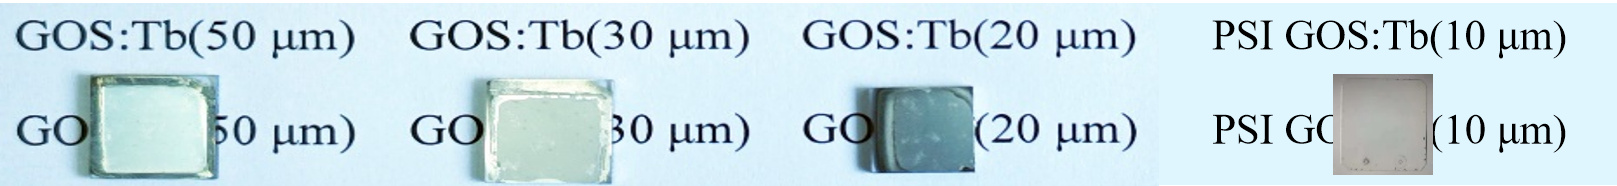 GOS:Tb(50 μm) GOS:Tb(30 μm) GOS:Tb(20 μm) PSI GOS:Tb(10 μm)
GO 50 μm) GO 30 μm) GO (20 μm) PSI GO (10 μm)